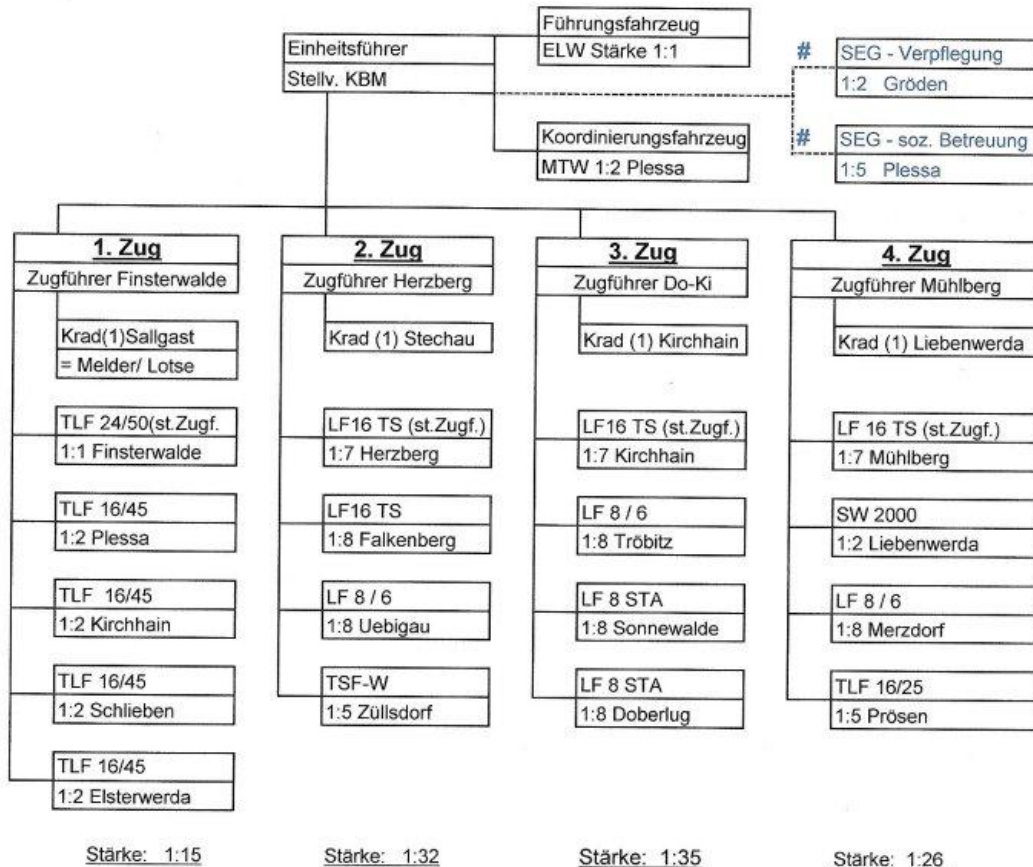 Führungsfahrzeug
ELW Stärke 1:1
Einheitsführer
Stellv. KBM
Koordinierungsfahrzeug
MTW 1:2 Plessa
# SEG - Verpflegung
1:2 Gröden
# SEG - soz. Betreuung
1:5 Plessa
1. Zug
Zugführer Finsterwalde
Krad(1)Sallgast
= Melder/ Lotse
TLF 24/50(st.Zugf.
1:1 Finsterwalde
TLF 16/45
1:2 Plessa
TLF 16/45
1:2 Kirchhain
TLF 16/45
1:2 Schlieben
TLF 16/45
1:2 Elsterwerda
Stärke: 1:15
2. Zug
Zugführer Herzberg
Krad (1) Stechau
LF16 TS (st.Zugf.)
1:7 Herzberg
LF16 TS
1:8 Falkenberg
LF 8 / 6
1:8 Uebigau
TSF-W
1:5 Züllsdorf
Stärke: 1:32
3. Zug
Zugführer Do-Ki
Krad (1) Kirchhain
LF16 TS (st.Zugf.)
1:7 Kirchhain
LF 8 / 6
1:8 Tröbitz
LF 8 STA
1:8 Sonnewalde
LF 8 STA
1:8 Doberlug
Stärke: 1:35
4. Zug
Zugführer Mühlberg
Krad (1) Liebenwerda
LF 16 TS (st.Zugf.)
1:7 Mühlberg
SW 2000
1:2 Liebenwerda
LF 8 / 6
1:8 Merzdorf
TLF 16/25
1:5 Prösen
Stärke: 1:26